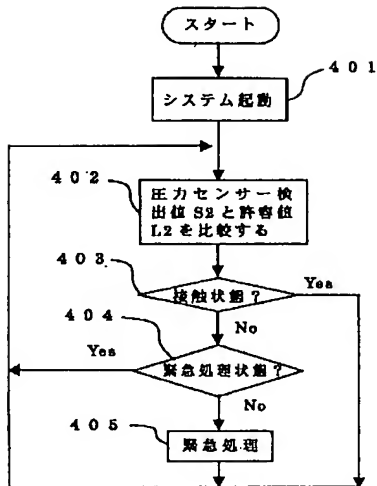 スタート
401
システム起動
402
圧力センサー検
出値S2と許容値
L2を比較する
403
接触状態？
Yes
No
404
Yes
緊急処理状態？
No
405
緊急処理